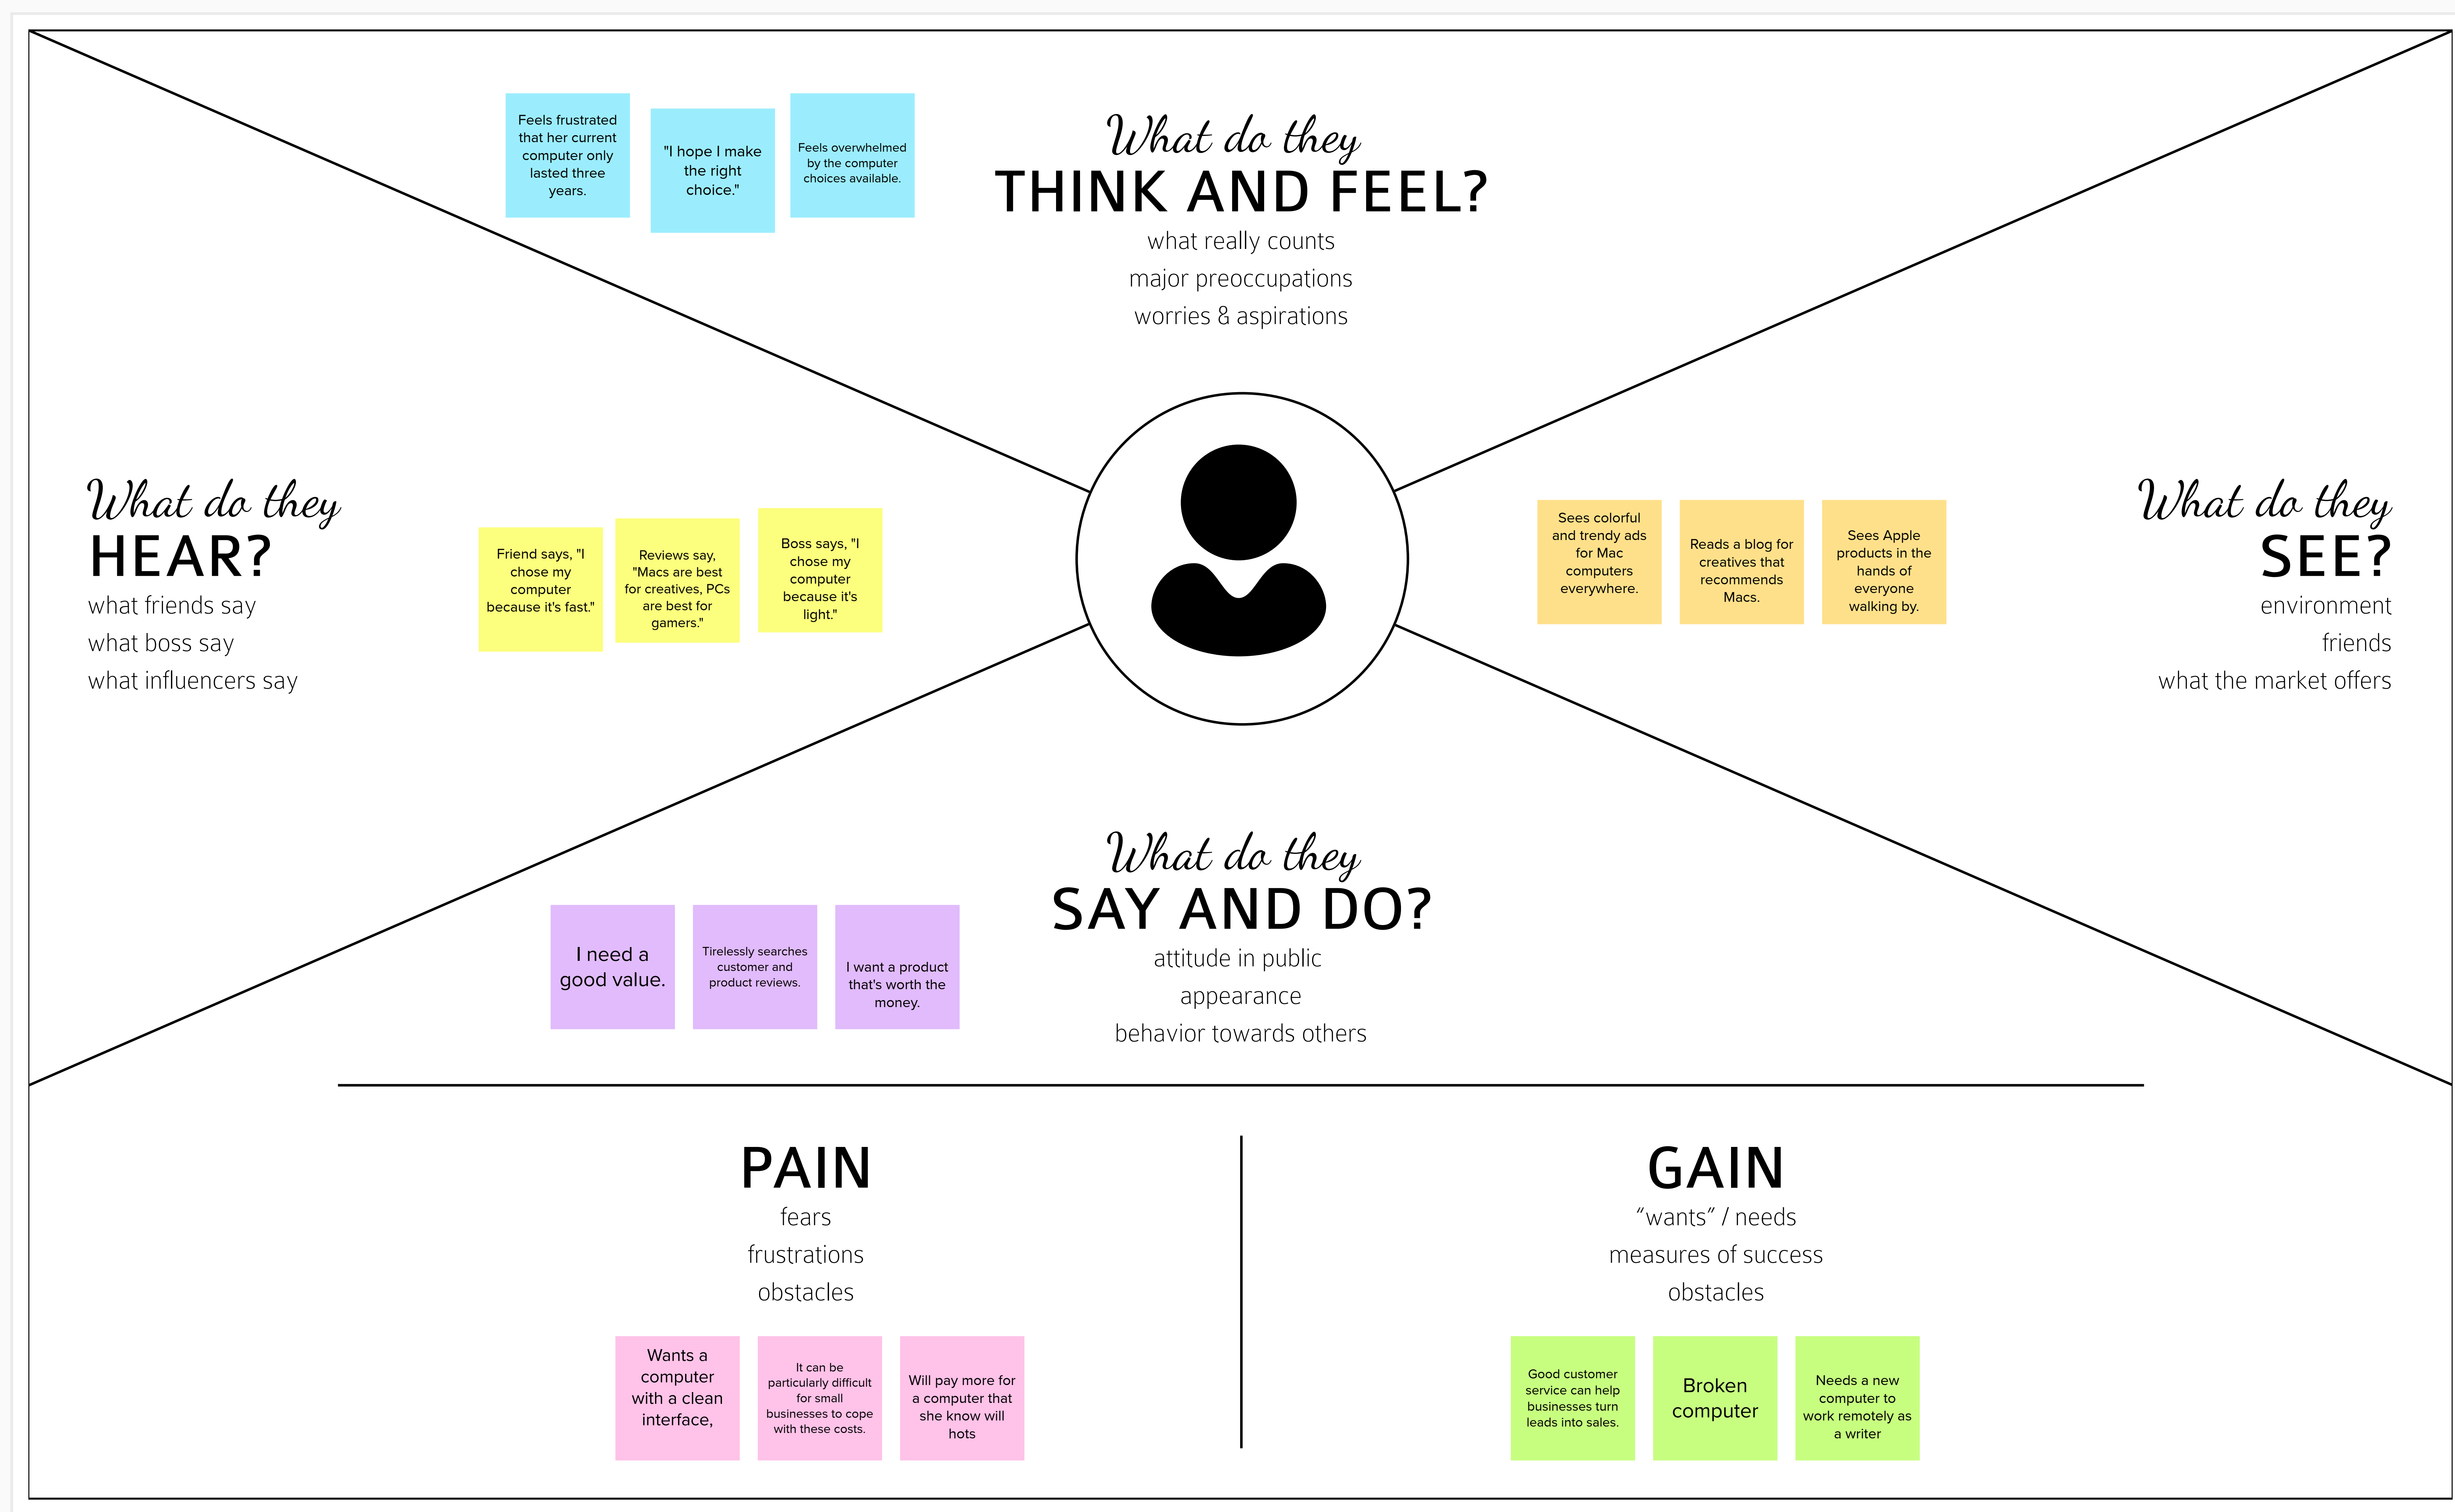 Feels frustrated
that her current
computer only
lasted three
years.
"I hope I make
the right
choice."
Feels overwhelmed
by the computer
choices available.
What do they
THINK AND FEEL?
what really counts
major preoccupations
worries & aspirations
What do they
HEAR?
what friends say
what boss say
what influencers say
Friend says, "I
chose my
computer
because it's fast."
Reviews say,
"Macs are best
for creatives, PCs
are best for
gamers."
Boss says, "I
chose my
computer
because it's
light."
Sees colorful
and trendy ads
for Mac
computers
everywhere.
Reads a blog for
creatives that
recommends
Macs.
Sees Apple
products in the
hands of
everyone
walking by.
What do they
SEE?
environment
friends
what the market offers
What do they
SAY AND DO?
attitude in public
appearance
behavior towards others
I need a
good value.
Tirelessly searches
customer and
product reviews.
I want a product
that's worth the
money.
PAIN
fears
frustrations
obstacles
Wants a
computer
with a clean
interface,
It can be
particularly difficult
for small
businesses to cope
with these costs.
Will pay more for
a computer that
she know will
hots
GAIN
“wants” / needs
measures of success
obstacles
Good customer
service can help
businesses turn
leads into sales.
Broken
computer
Needs a new
computer to
work remotely as
a writer